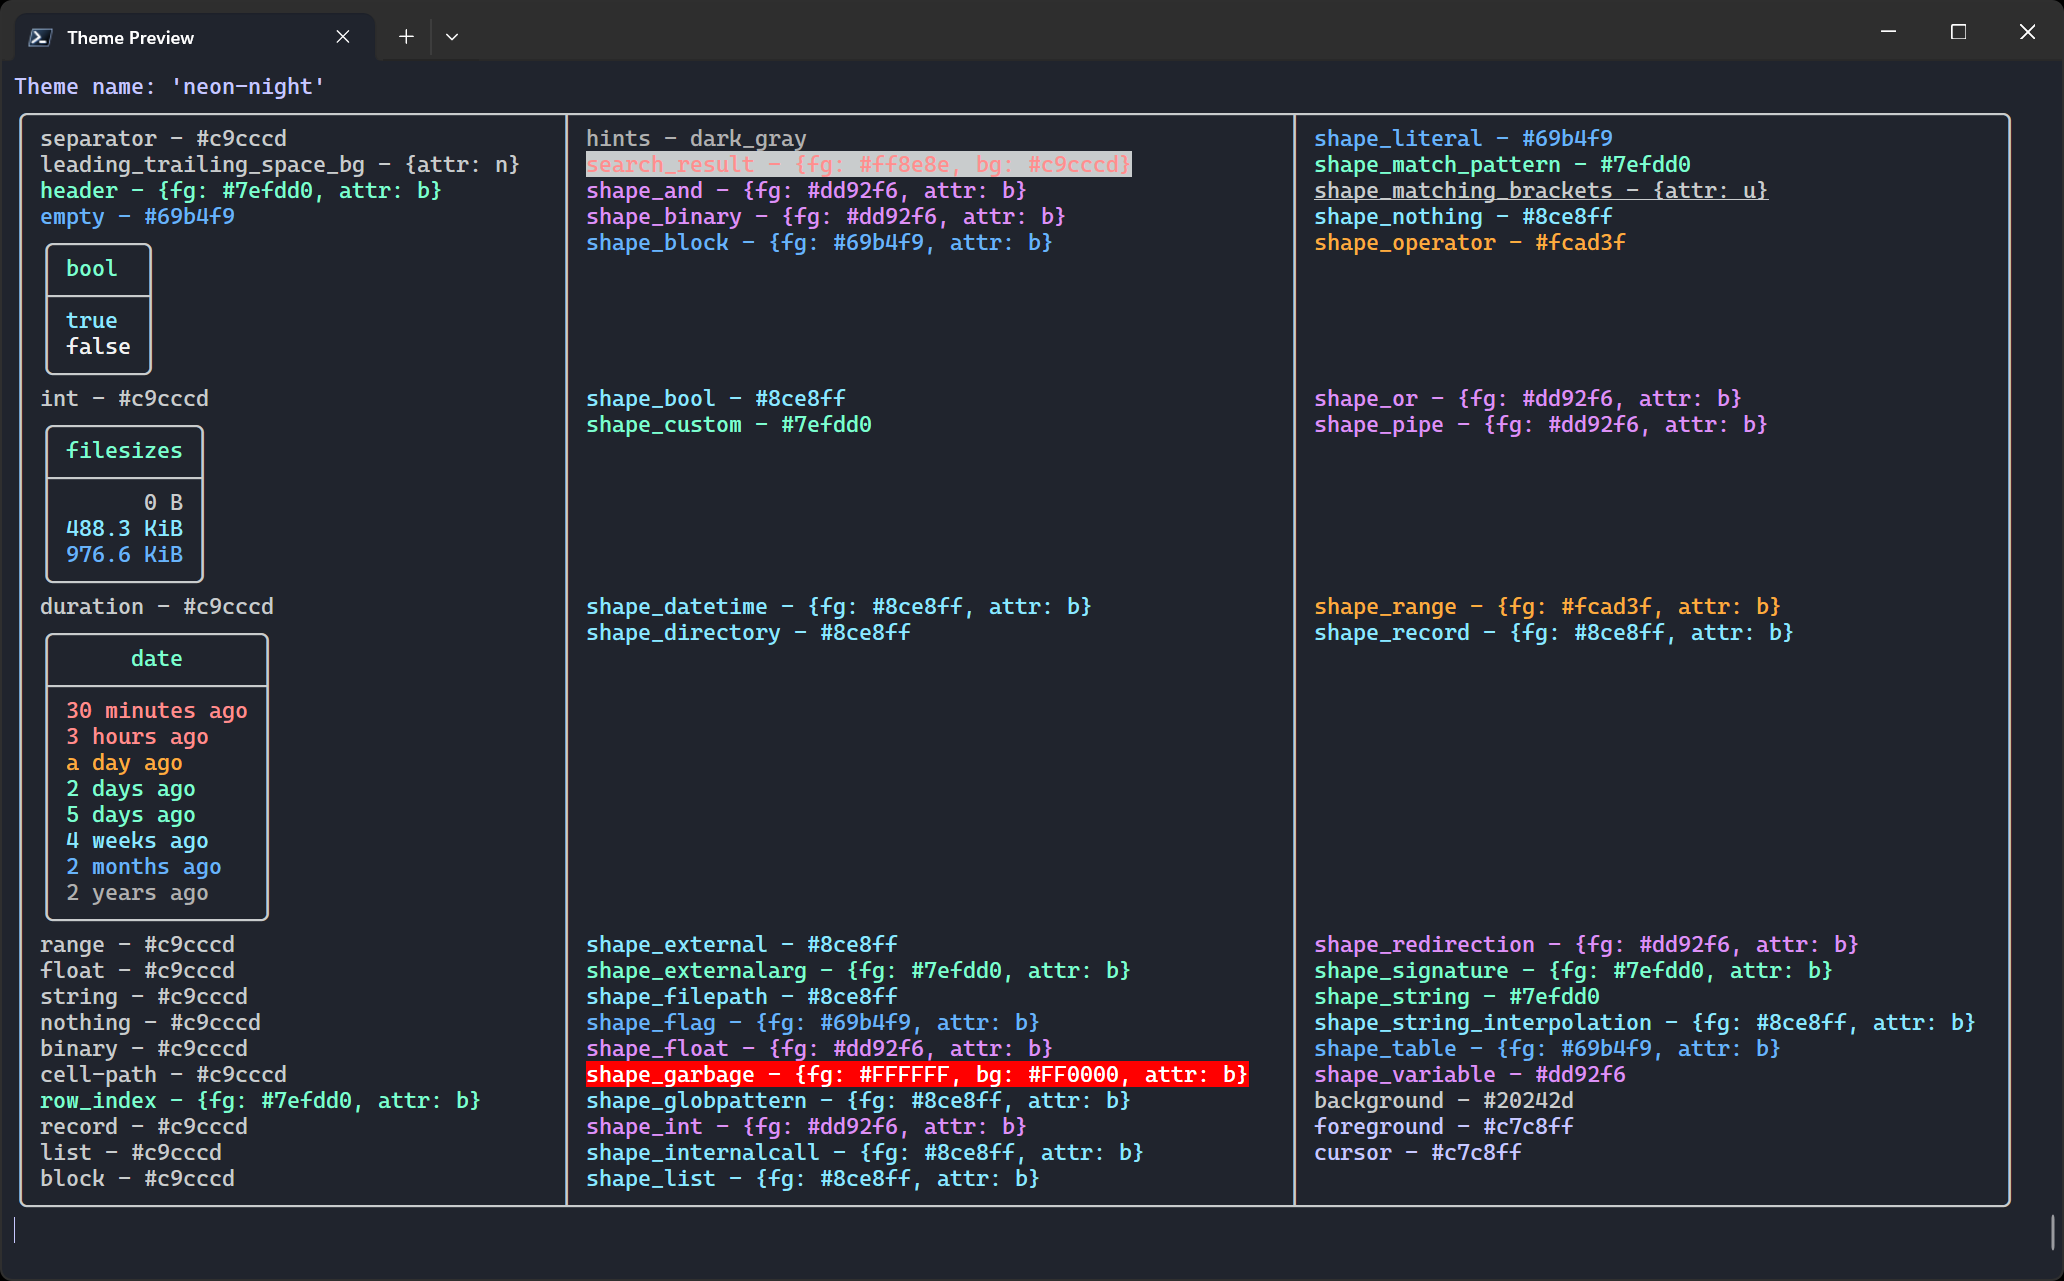 Theme Preview
Theme name: 'neon-night'
separator - #c9cccd
leading_trailing_space_bg - {attr: n}
header - {fg: #7efdd0, attr: b}
empty - #69b4f9
bool
true
false
int - #c9cccd
filesizes
0 B
488.3 KiB
976.6 KiB
duration - #c9cccd
date
30 minutes ago
3 hours ago
a day ago
2 days ago
5 days ago
4 weeks ago
2 months ago
2 years ago
range - #c9cccd
float - #c9cccd
string - #c9cccd
nothing - #c9cccd
binary - #c9cccd
cell-path - #c9cccd
row_index - {fg: #7efdd0, attr: b}
record - #c9cccd
list - #c9cccd
block - #c9cccd
hints - dark_gray
search_result - {fg: #ff8e8e, bg: #c9cccd}
shape_and - {fg: #dd92f6, attr: b}
shape_binary - {fg: #dd92f6, attr: b}
shape_block - {fg: #69b4f9, attr: b}
shape_bool - #8ce8ff
shape_custom - #7efdd0
shape_datetime - {fg: #8ce8ff, attr: b}
shape_directory - #8ce8ff
shape_external - #8ce8ff
shape_externalarg - {fg: #7efdd0, attr: b}
shape_filepath - #8ce8ff
shape_flag - {fg: #69b4f9, attr: b}
shape_float - {fg: #dd92f6, attr: b}
shape_garbage - {fg: #FFFFFF, bg: #FF0000, attr: b}
shape_globpattern - {fg: #8ce8ff, attr: b}
shape_int - {fg: #dd92f6, attr: b}
shape_internalcall - {fg: #8ce8ff, attr: b}
shape_list - {fg: #8ce8ff, attr: b}
shape_literal - #69b4f9
shape_match_pattern - #7efdd0
shape_matching_brackets - {attr: u}
shape_nothing - #8ce8ff
shape_operator - #fcad3f
shape_or - {fg: #dd92f6, attr: b}
shape_pipe - {fg: #dd92f6, attr: b}
shape_range - {fg: #fcad3f, attr: b}
shape_record - {fg: #8ce8ff, attr: b}
shape_redirection - {fg: #dd92f6, attr: b}
shape_signature - {fg: #7efdd0, attr: b}
shape_string - #7efdd0
shape_string_interpolation - {fg: #8ce8ff, attr: b}
shape_table - {fg: #69b4f9, attr: b}
shape_variable - #dd92f6
background - #20242d
foreground - #c7c8ff
cursor - #c7c8ff